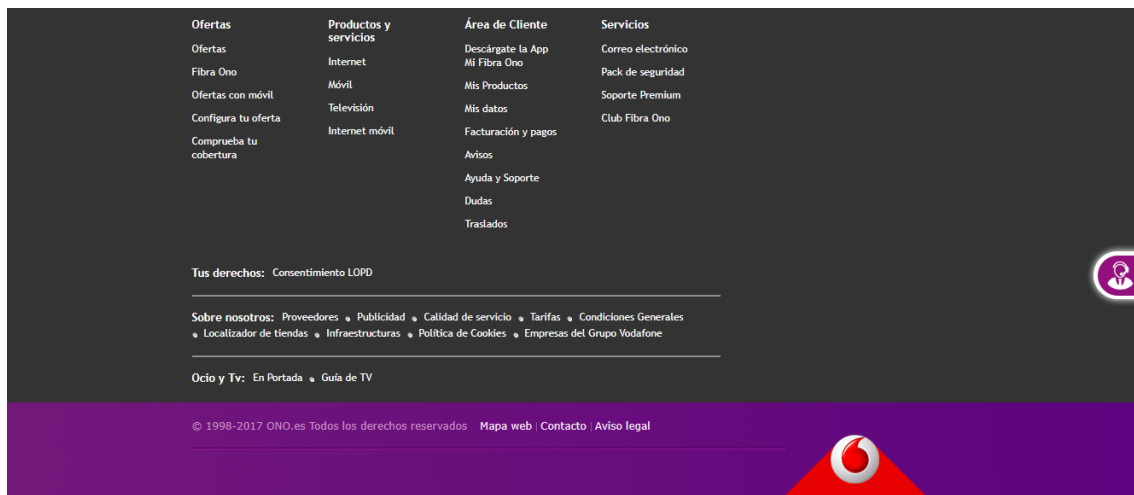 Ofertas
Ofertas
Fibra Ono
Ofertas con móvil
Configura tu oferta
Comprueba tu
cobertura
Productos y
servicios
Internet
Móvil
Televisión
Internet móvil
Área de Cliente
Descárgate la App
Mi Fibra Ono
Mis Productos
Mis datos
Facturación y pagos
Avisos
Ayuda y Soporte
Dudas
Traslados
Servicios
Correo electrónico
Pack de seguridad
Soporte Premium
Club Fibra Ono
Tus derechos: Consentimiento LOPD
Sobre nosotros: Proveedores • Publicidad • Calidad de servicio • Tarifas • Condiciones Generales
• Localizador de tiendas • Infraestructuras • Política de Cookies • Empresas del Grupo Vodafone
Ocio y Tv: En Portada • Guía de TV
© 1998-2017 ONO.es Todos los derechos reservados Mapa web | Contacto | Aviso legal